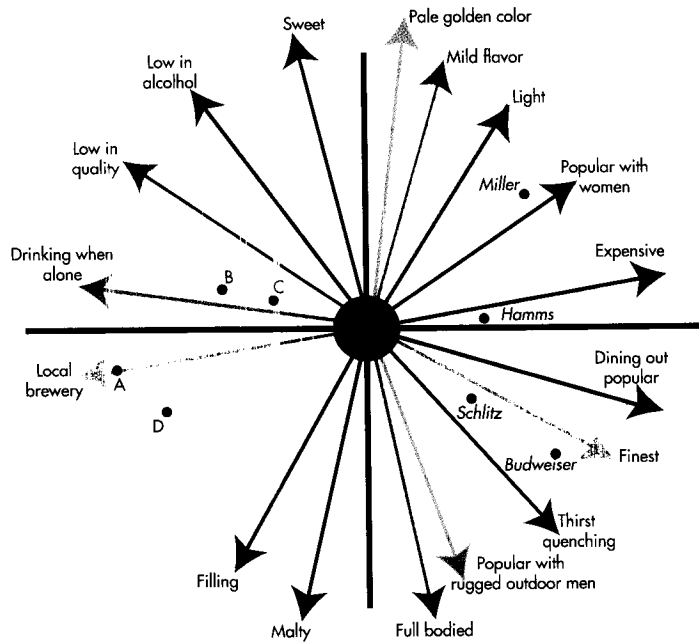 Pale golden color
Sweet
Mild flavor
Low in
alcolhol
Light
Low in
quality
Popular with
women
Miller
Expensive
Drinking when
alone
B
C
Hamms
Local
brewery
A
Dining out
popular
D
Schlitz
Budweiser
Finest
Thirst
quenching
Filling
Popular with
rugged outdoor men
Malty
Full bodied